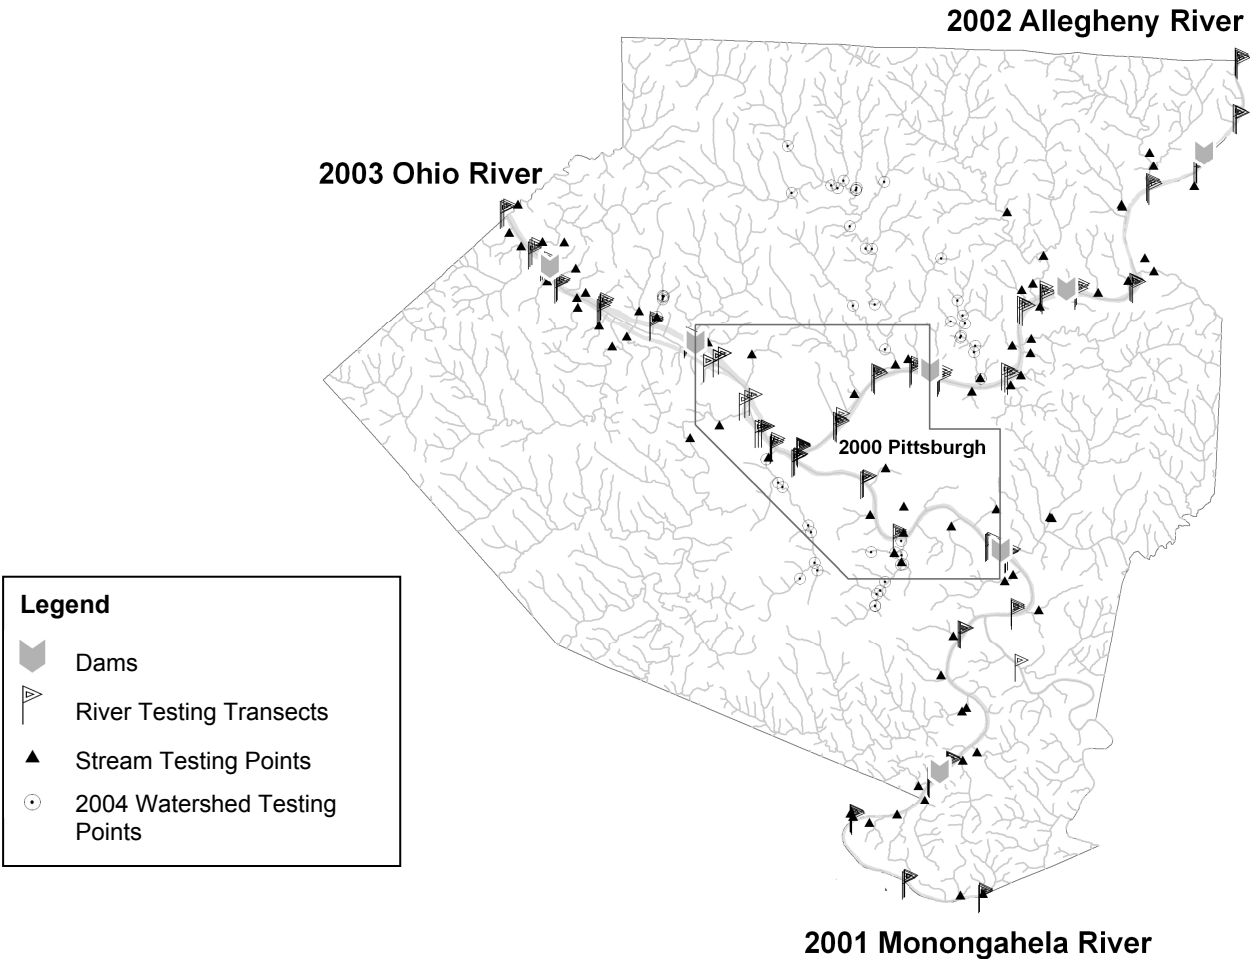 2002 Allegheny River
2003 Ohio River
2000 Pittsburgh
Legend
Dams
River Testing Transects
Stream Testing Points
2004 Watershed Testing
Points
2001 Monongahela River